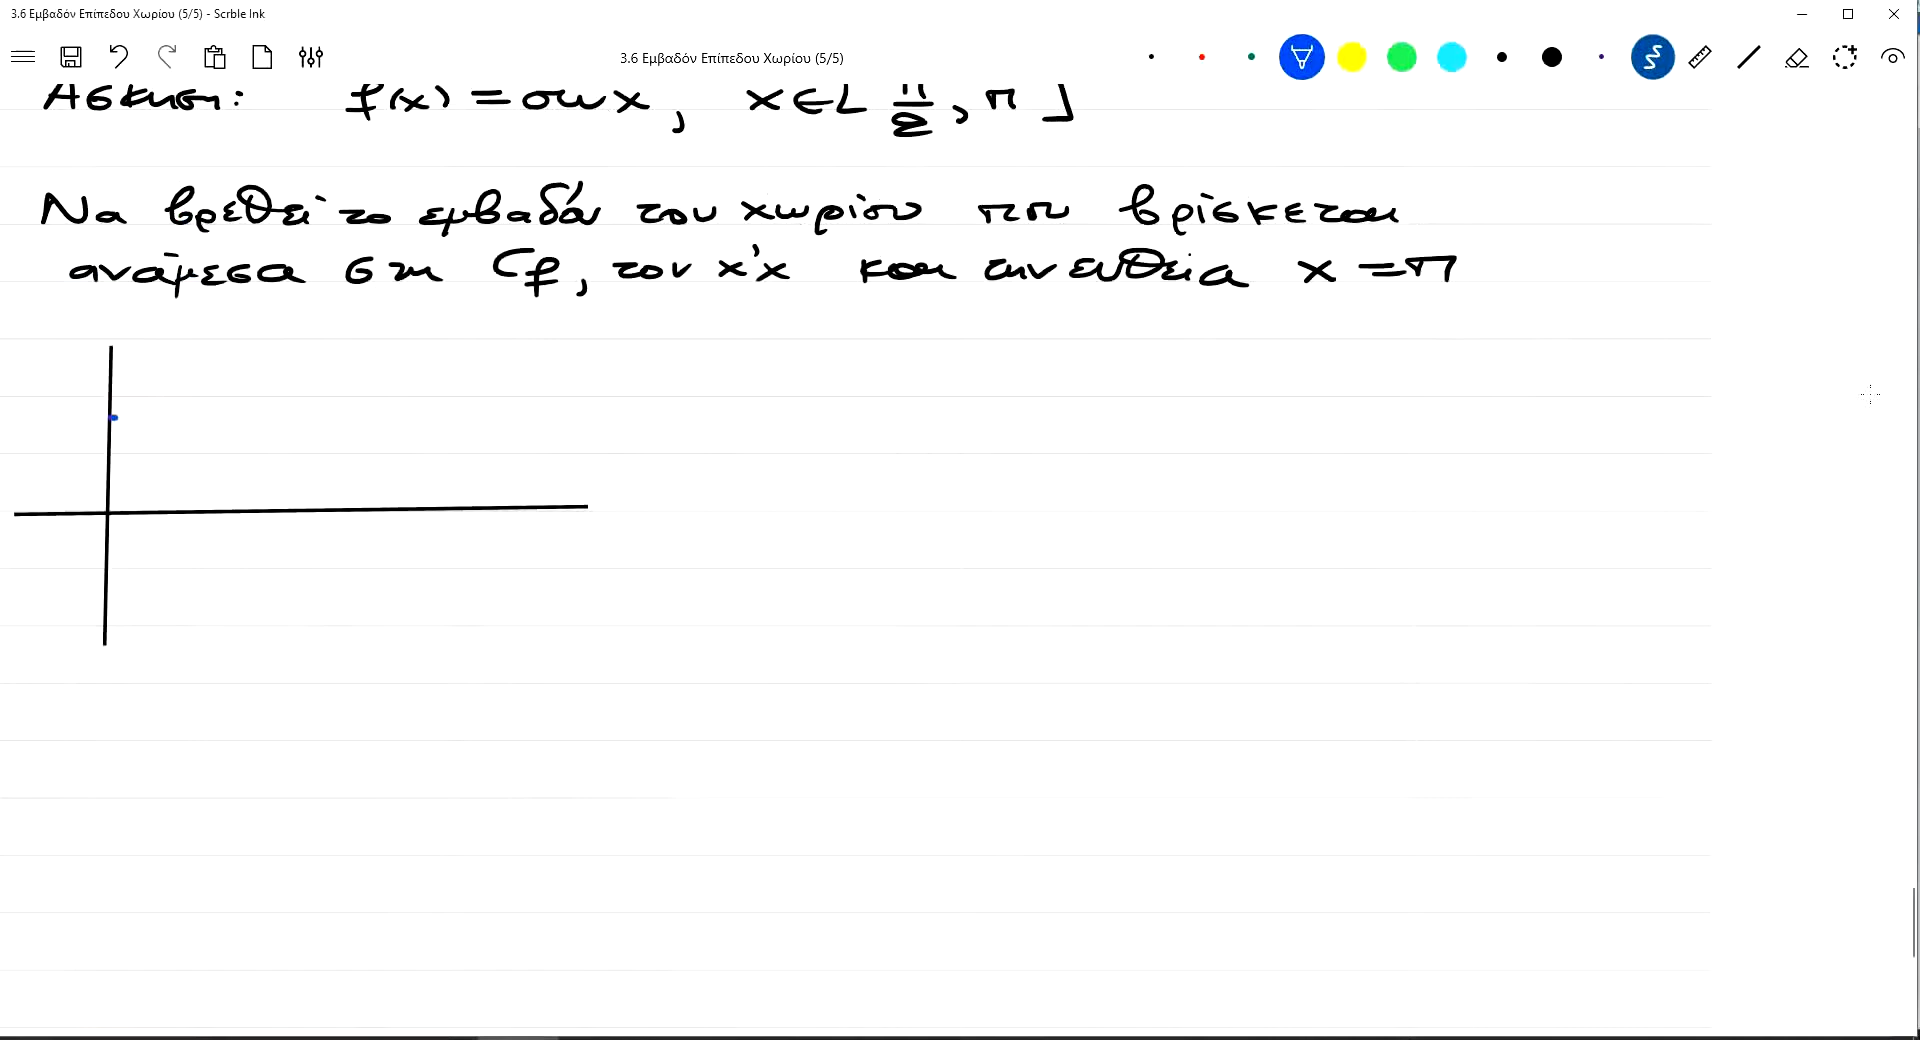 3.6 Εμβαδόν Επίπεδου Χωρίου (5/5) - Scrble Ink
3.6 Εμβαδόν Επίπεδου Χωρίου (5/5)
Άσκηση: f(x) = συν x, x ∈ [π/2, π]
Να βρεθεί το εμβαδόν του χωρίου που βρίσκεται
ανάμεσα στη Cf, τον x'x και την ευθεία x = π